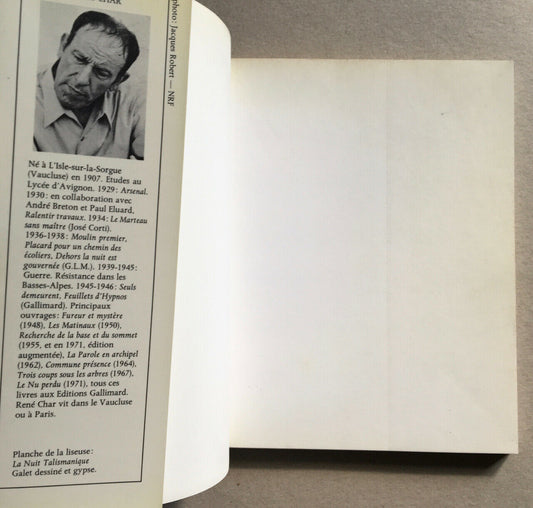 CHAR
photo: Jacques Robert — NRF
Né à L'Isle-sur-la-Sorgue
(Vaucluse) en 1907. Etudes au
Lycée d'Avignon. 1929: Arsenal.
1930: en collaboration avec
André Breton et Paul Eluard,
Ralentir travaux. 1934: Le Marteau
sans maître (José Corti).
1936-1938: Moulin premier,
Placard pour un chemin des
écoliers, Dehors la nuit est
gouvernée (G.L.M.). 1939-1945:
Guerre. Résistance dans les
Basses-Alpes. 1945-1946: Seuls
demeurent, Feuillets d'Hypnos
(Gallimard). Principaux
ouvrages: Fureur et mystère
(1948), Les Matinaux (1950),
Recherche de la base et du sommet
(1955, et en 1971, édition
augmentée), La Parole en archipel
(1962), Commune présence (1964),
Trois coups sous les arbres (1967),
Le Nu perdu (1971), tous ces
livres aux Editions Gallimard.
René Char vit dans le Vaucluse
ou à Paris.
Planche de la liseuse:
La Nuit Talismanique
Galet dessiné et gypse.